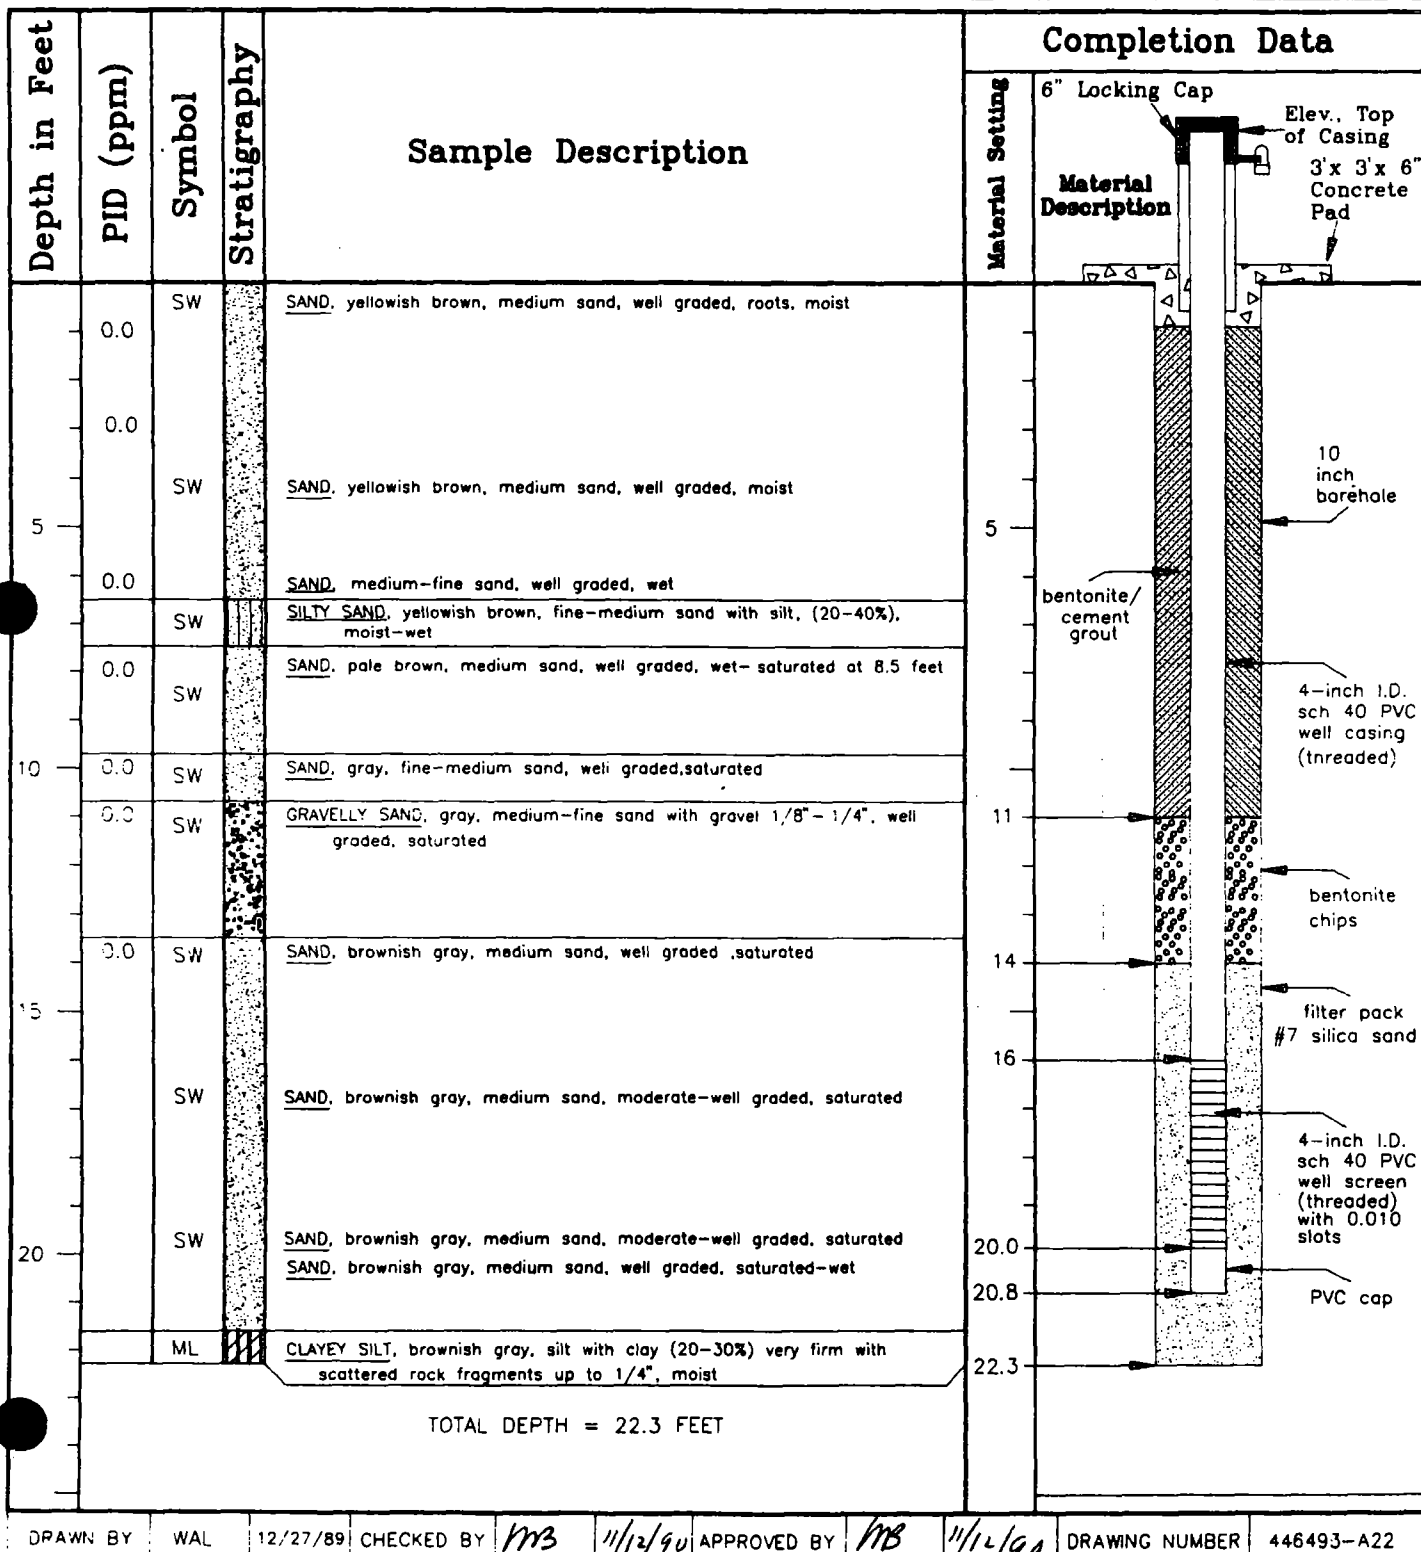 Depth in Feet
PID (ppm)
Symbol
Stratigraphy
Sample Description
Completion Data
Material Setting
6" Locking Cap
Elev., Top
of Casing
3'x 3'x 6"
Concrete
Pad
Material
Description
SW SAND, yellowish brown, medium sand, well graded, roots, moist
0.0
0.0
SW SAND, yellowish brown, medium sand, well graded, moist
5
0.0 SAND, medium-fine sand, well graded, wet
SW SILTY SAND, yellowish brown, fine-medium sand with silt, (20-40%),
moist-wet
0.0 SAND, pale brown, medium sand, well graded, wet- saturated at 8.5 feet
SW
10 0.0 SW SAND, gray, fine-medium sand, well graded,saturated
0.0 SW GRAVELLY SAND, gray, medium-fine sand with gravel 1/8"- 1/4", well
graded, saturated
0.0 SW SAND, brownish gray, medium sand, well graded ,saturated
15
SW SAND, brownish gray, medium sand, moderate-well graded, saturated
SW SAND, brownish gray, medium sand, moderate-well graded, saturated
20
SAND, brownish gray, medium sand, well graded, saturated-wet
ML CLAYEY SILT, brownish gray, silt with clay (20-30%) very firm with
scattered rock fragments up to 1/4", moist
TOTAL DEPTH = 22.3 FEET
10
inch
borehole
5
bentonite/
cement
grout
4-inch I.D.
sch 40 PVC
well casing
(tnreaded)
11
bentonite
chips
14
filter pack
#7 silica sand
16
4-inch I.D.
sch 40 PVC
well screen
(threaded)
with 0.010
slots
20.0
20.8
PVC cap
22.3
DRAWN BY WAL 12/27/89 CHECKED BY MB 11/12/90 APPROVED BY MB 11/12/90 DRAWING NUMBER 446493-A22